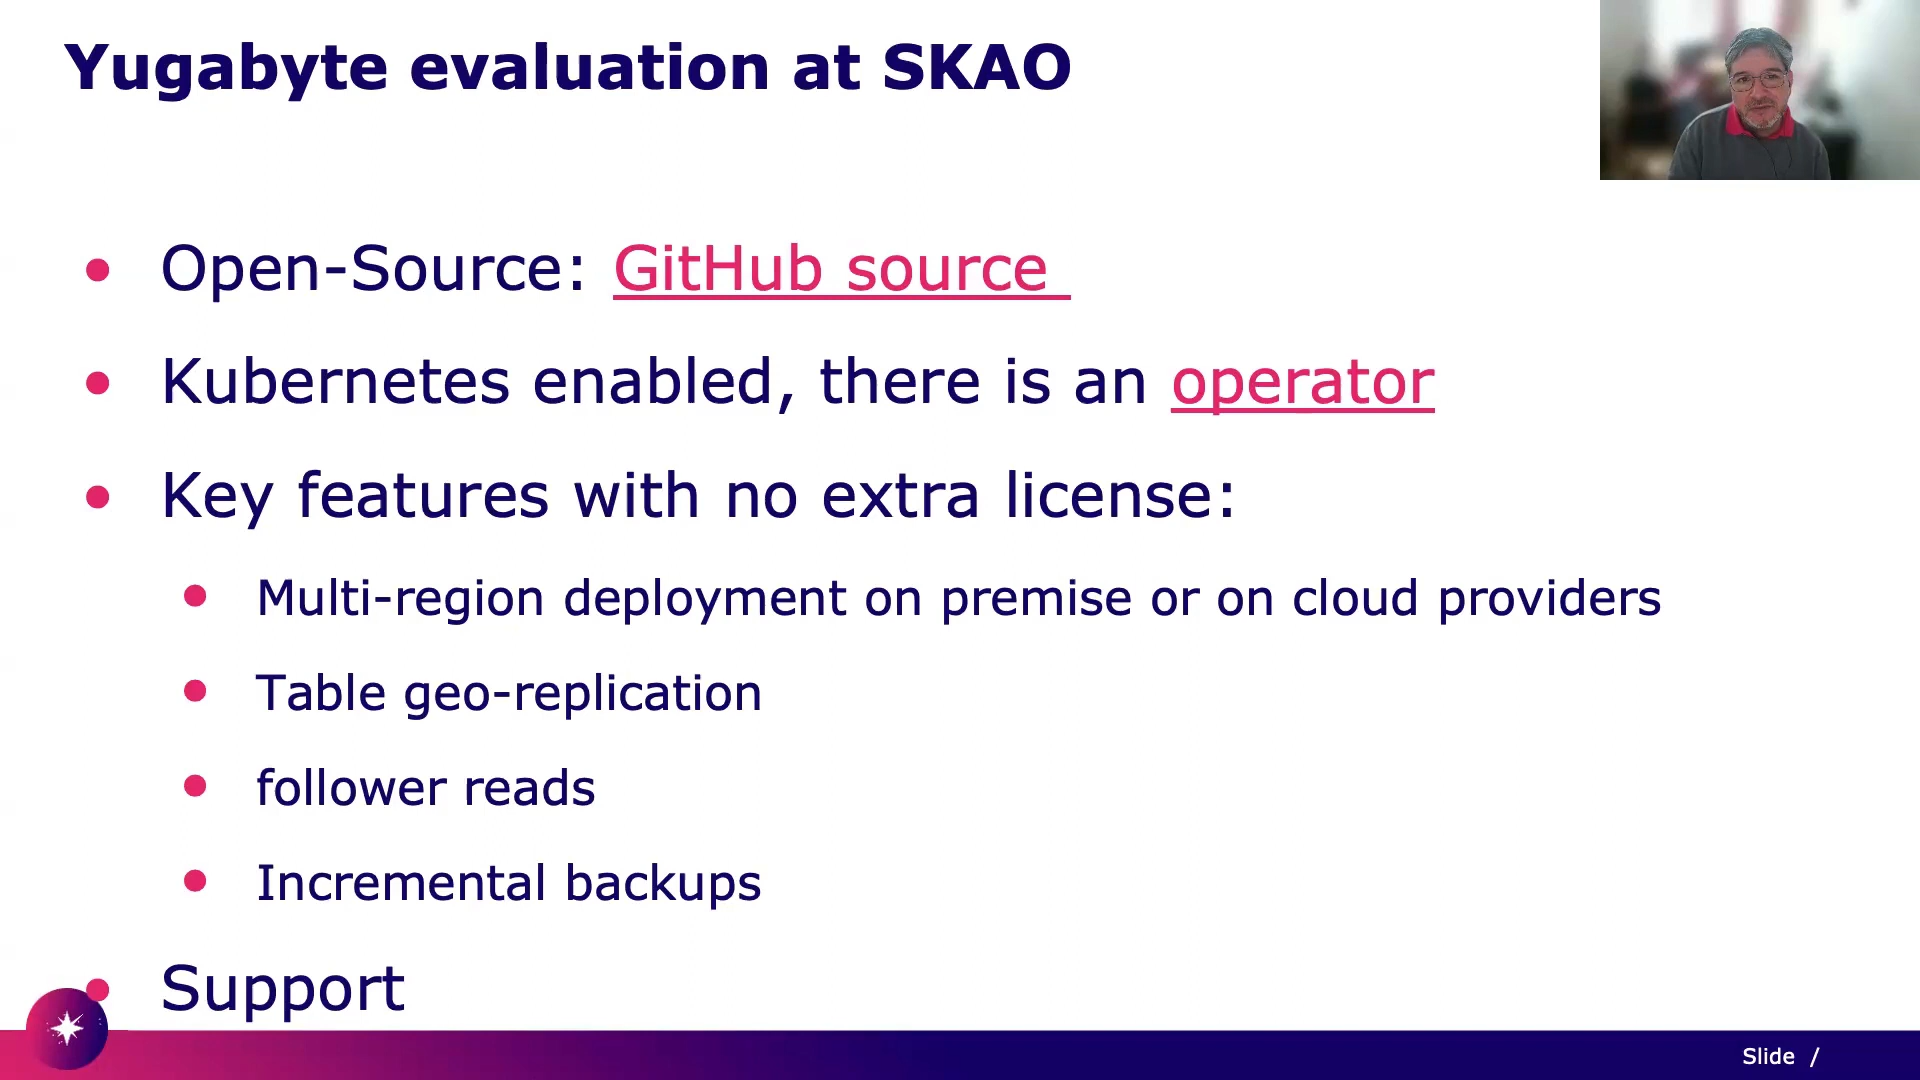 Yugabyte evaluation at SKAO
Open-Source: GitHub source
Kubernetes enabled, there is an operator
Key features with no extra license:
Multi-region deployment on premise or on cloud providers
Table geo-replication
follower reads
Incremental backups
Support
Slide /